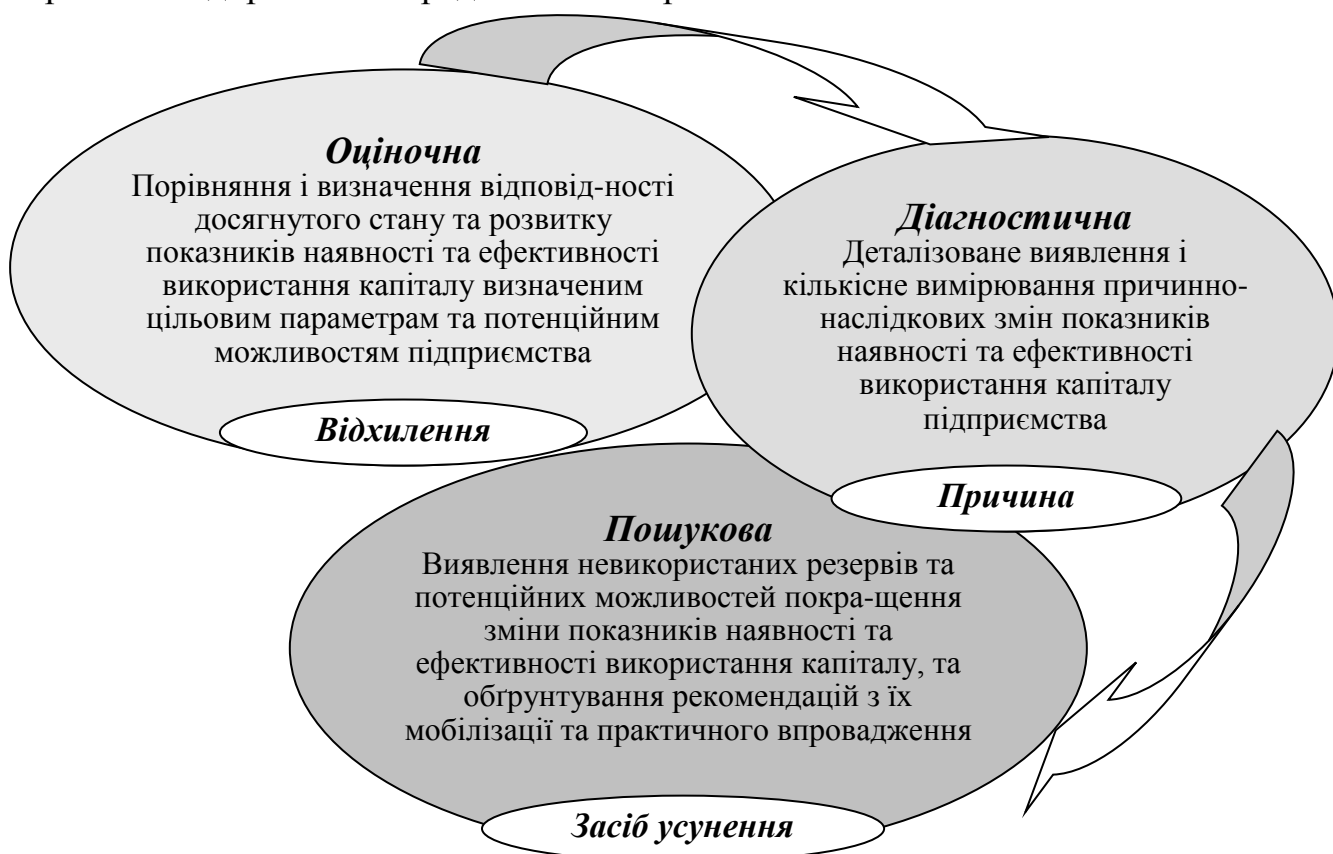 Оціночна
Порівняння і визначення відповід-ності
досягнутого стану та розвитку
показників наявності та ефективності
використання капіталу визначеним
цільовим параметрам та потенційним
можливостям підприємства
Відхилення
Діагностична
Деталізоване виявлення і
кількісне вимірювання причинно-
наслідкових змін показників
наявності та ефективності
використання капіталу
підприємства
Причина
Пошукова
Виявлення невикористаних резервів та
потенційних можливостей покра-щення
зміни показників наявності та
ефективності використання капіталу, та
обґрунтування рекомендацій з їх
мобілізації та практичного впровадження
Засіб усунення